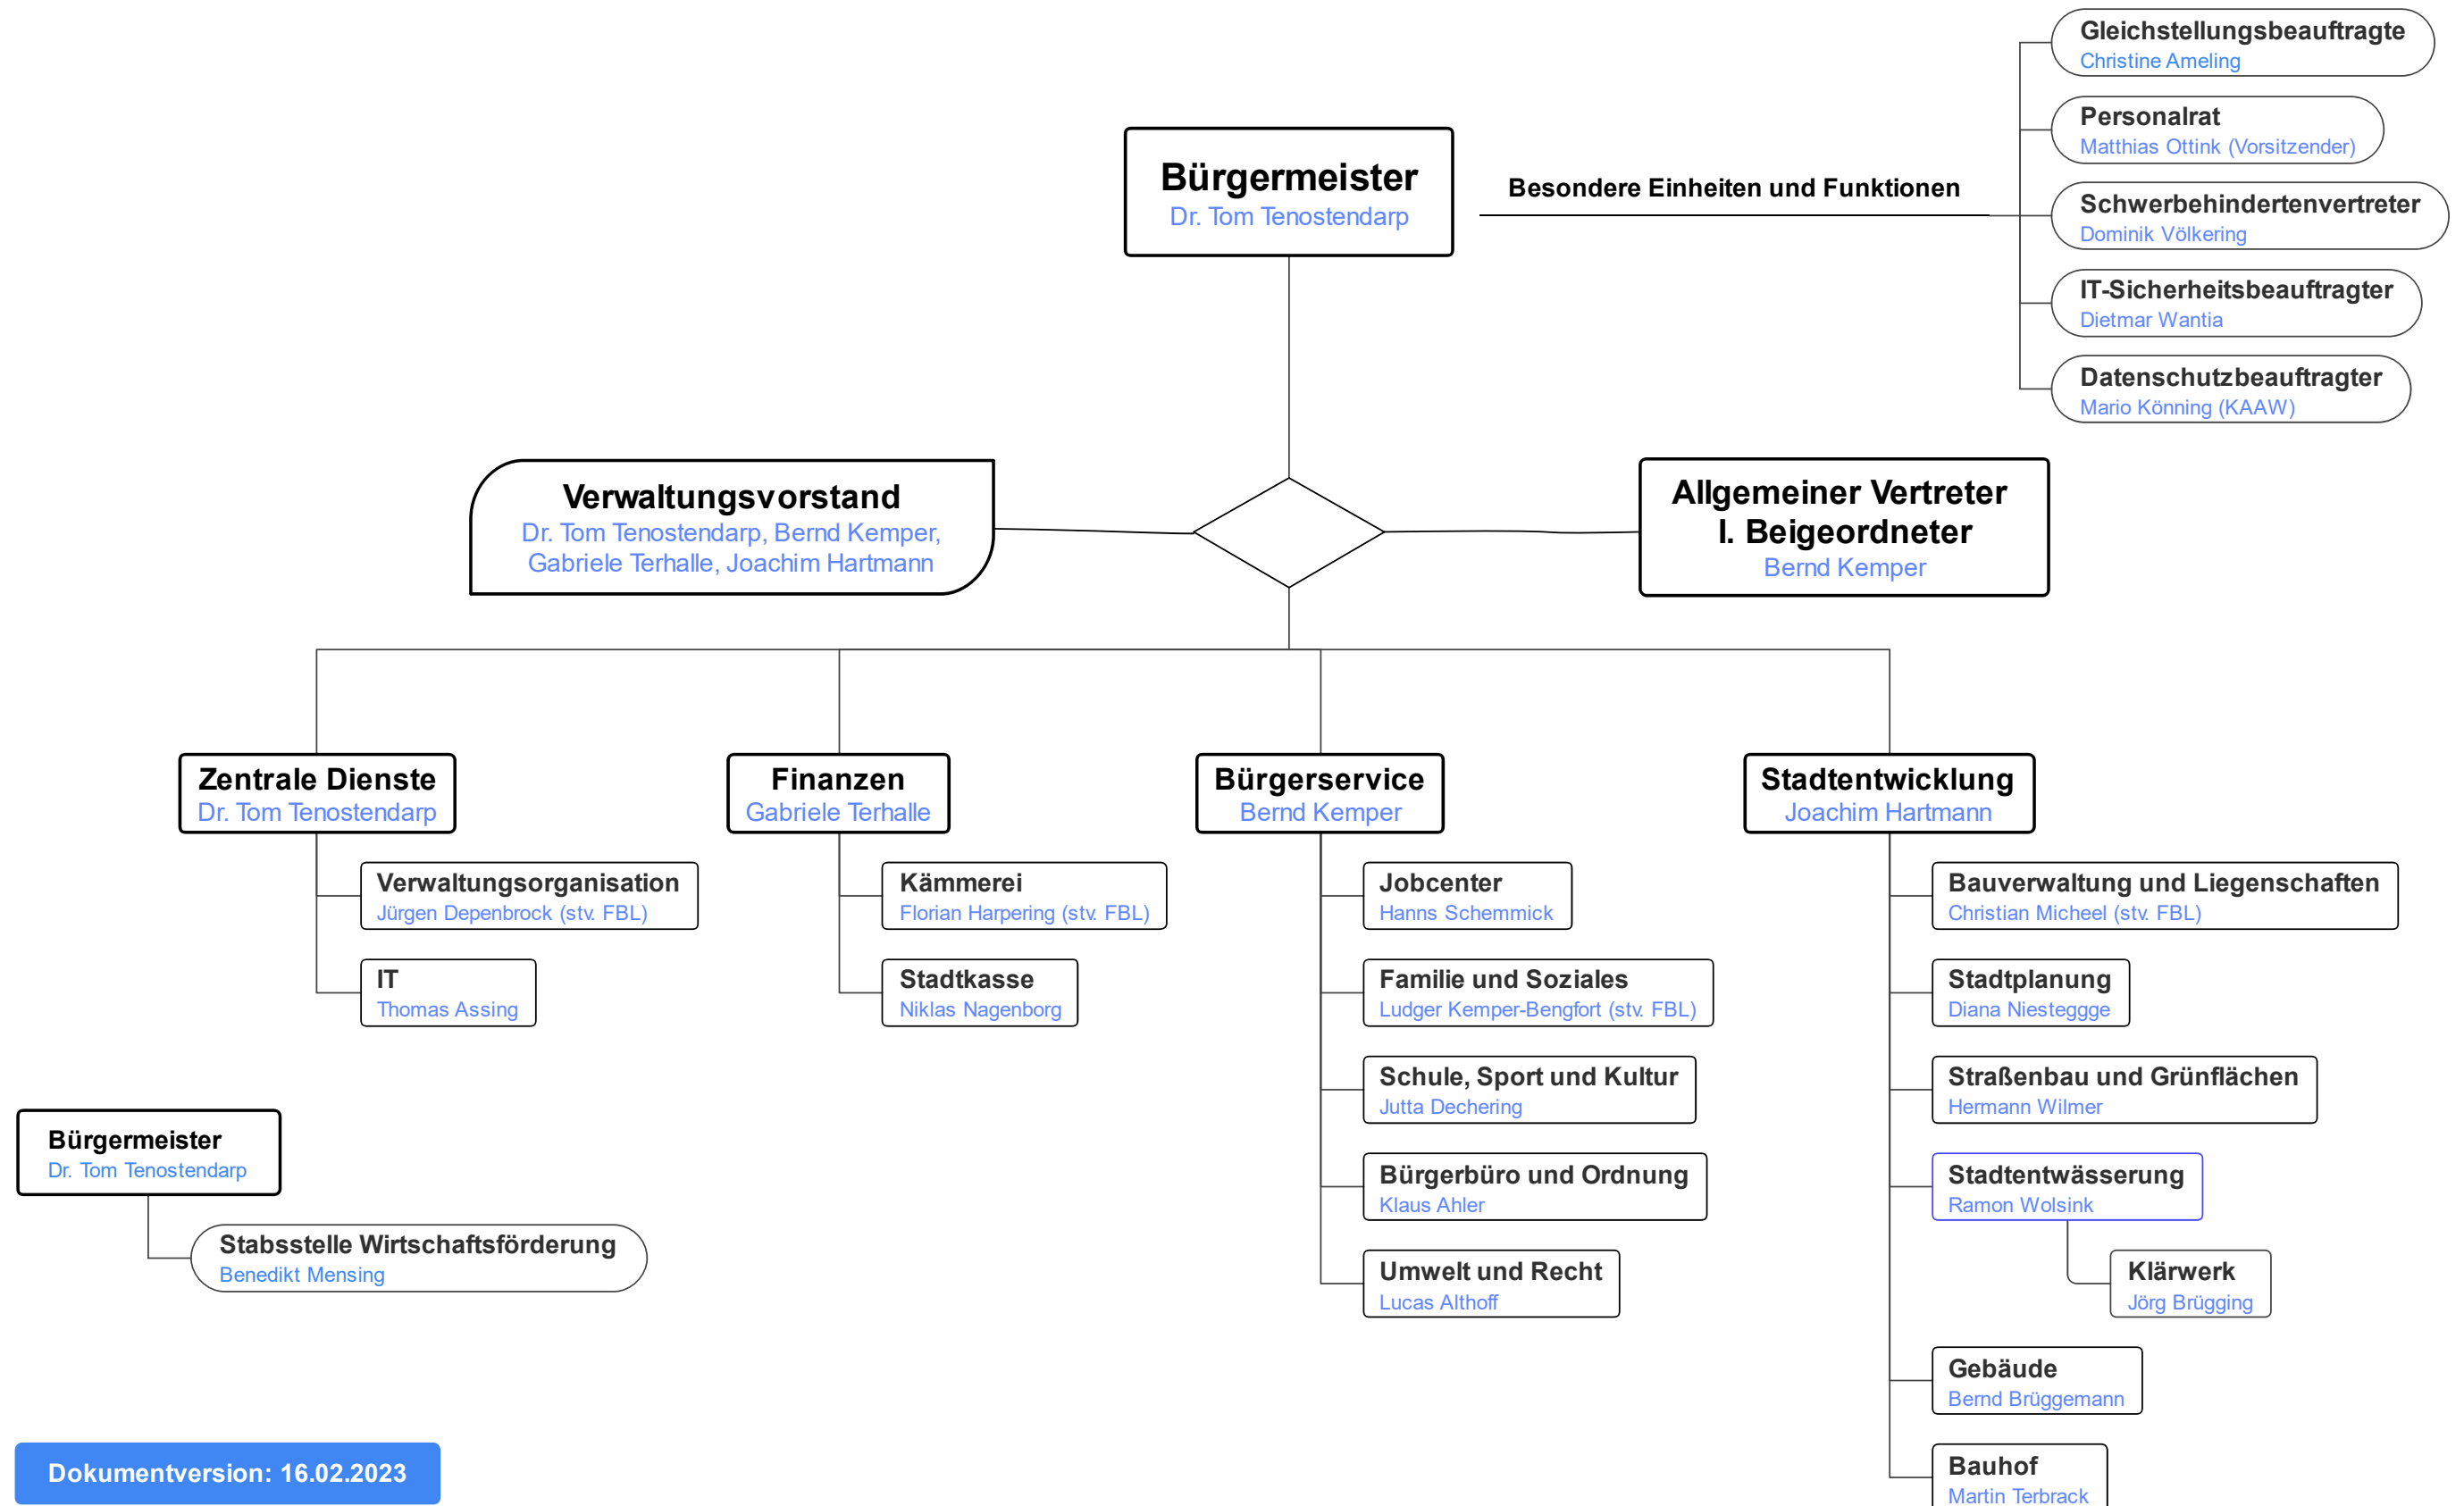 Gleichstellungsbeauftragte
Christine Ameling
Personalrat
Matthias Ottink (Vorsitzender)
Bürgermeister
Dr. Tom Tenostendarp
Besondere Einheiten und Funktionen
Schwerbehindertenvertreter
Dominik Völkering
IT-Sicherheitsbeauftragter
Dietmar Wantia
Datenschutzbeauftragter
Mario Könning (KAAW)
Verwaltungsvorstand
Dr. Tom Tenostendarp, Bernd Kemper,
Gabriele Terhalle, Joachim Hartmann
Allgemeiner Vertreter
I. Beigeordneter
Bernd Kemper
Zentrale Dienste
Dr. Tom Tenostendarp
Verwaltungsorganisation
Jürgen Depenbrock (stv. FBL)
IT
Thomas Assing
Finanzen
Gabriele Terhalle
Kämmerei
Florian Harpering (stv. FBL)
Stadtkasse
Niklas Nagenborg
Bürgerservice
Bernd Kemper
Jobcenter
Hanns Schemmick
Familie und Soziales
Ludger Kemper-Bengfort (stv. FBL)
Schule, Sport und Kultur
Jutta Dechering
Bürgerbüro und Ordnung
Klaus Ahler
Umwelt und Recht
Lucas Althoff
Stadtentwicklung
Joachim Hartmann
Bauverwaltung und Liegenschaften
Christian Micheel (stv. FBL)
Stadtplanung
Diana Niesteggge
Straßenbau und Grünflächen
Hermann Wilmer
Stadtentwässerung
Ramon Wolsink
Klärwerk
Jörg Brügging
Gebäude
Bernd Brüggemann
Bauhof
Martin Terbrack
Bürgermeister
Dr. Tom Tenostendarp
Stabsstelle Wirtschaftsförderung
Benedikt Mensing
Dokumentversion: 16.02.2023